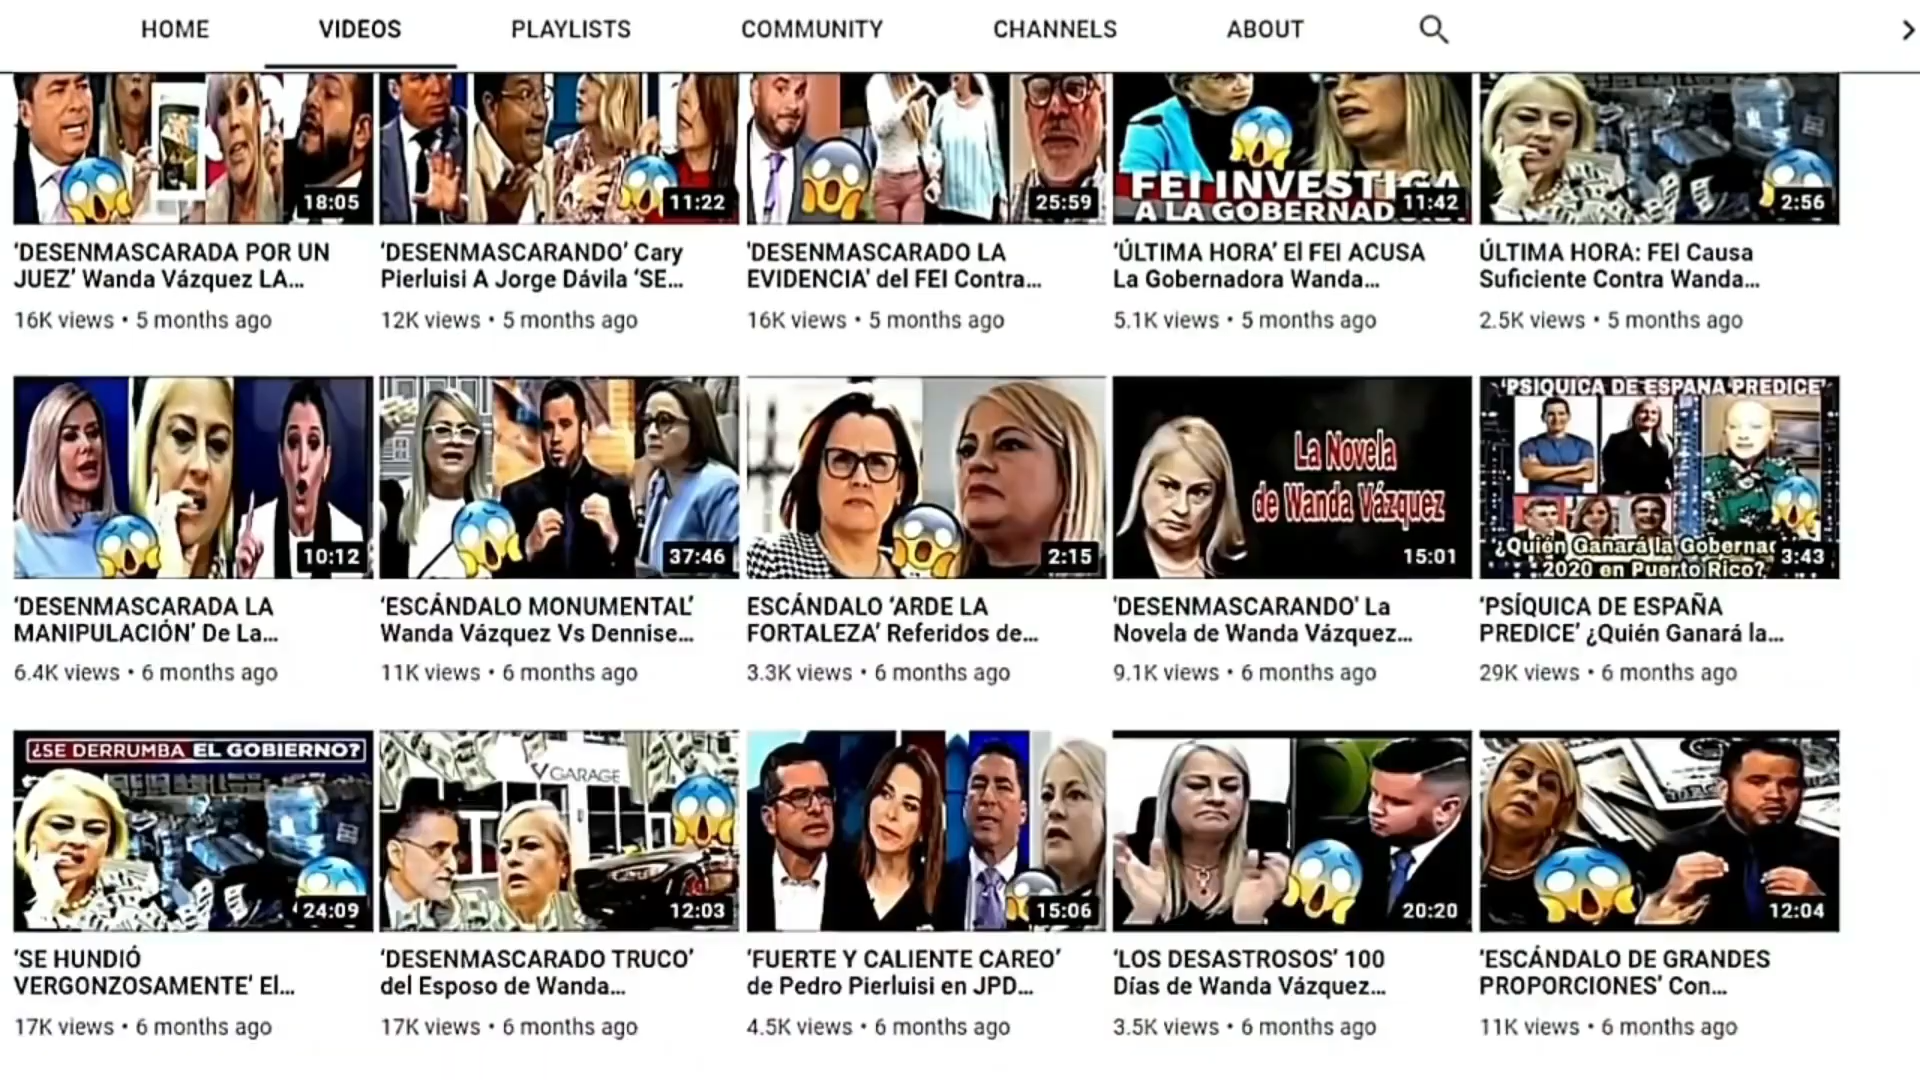 HOME VIDEOS PLAYLISTS COMMUNITY CHANNELS ABOUT
18:05
11:22
25:59
FEI INVESTIGA
A LA GOBERNAD
11:42
2:56
‘DESENMASCARADA POR UN
JUEZ’ Wanda Vázquez LA...
16K views • 5 months ago
‘DESENMASCARANDO’ Cary
Pierluisi A Jorge Dávila ‘SE...
12K views • 5 months ago
'DESENMASCARADO LA
EVIDENCIA' del FEI Contra...
16K views • 5 months ago
‘ÚLTIMA HORA’ El FEI ACUSA
La Gobernadora Wanda...
5.1K views • 5 months ago
ÚLTIMA HORA: FEI Causa
Suficiente Contra Wanda...
2.5K views • 5 months ago
10:12
37:46
2:15
La Novela
de Wanda Vázquez
15:01
'PSIQUICA DE ESPAÑA PREDICE'
¿Quién Ganará la Gobernac
2020 en Puerto Rico?
3:43
‘DESENMASCARADA LA
MANIPULACIÓN’ De La...
6.4K views • 6 months ago
‘ESCÁNDALO MONUMENTAL’
Wanda Vázquez Vs Dennise...
11K views • 6 months ago
ESCÁNDALO ‘ARDE LA
FORTALEZA’ Referidos de...
3.3K views • 6 months ago
'DESENMASCARANDO' La
Novela de Wanda Vázquez...
9.1K views • 6 months ago
‘PSÍQUICA DE ESPAÑA
PREDICE’ ¿Quién Ganará la...
29K views • 6 months ago
¿SE DERRUMBA EL GOBIERNO?
24:09
V GARAGE
12:03
15:06
20:20
12:04
‘SE HUNDIÓ
VERGONZOSAMENTE’ El...
17K views • 6 months ago
‘DESENMASCARADO TRUCO’
del Esposo de Wanda...
17K views • 6 months ago
‘FUERTE Y CALIENTE CAREO’
de Pedro Pierluisi en JPD...
4.5K views • 6 months ago
‘LOS DESASTROSOS’ 100
Días de Wanda Vázquez...
3.5K views • 6 months ago
‘ESCÁNDALO DE GRANDES
PROPORCIONES’ Con...
11K views • 6 months ago